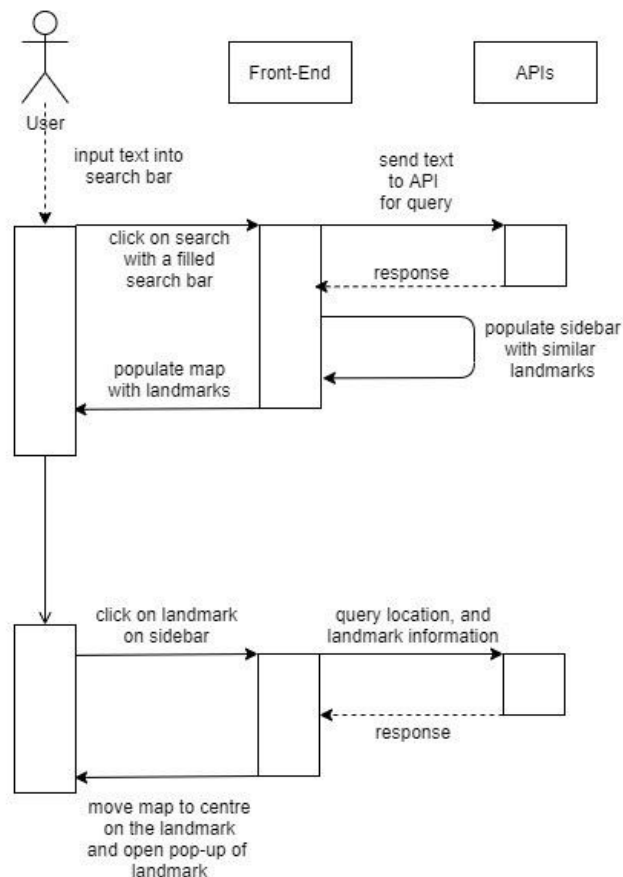 Front-End
APIs
User
input text into
search bar
send text
to API
for query
click on search
with a filled
search bar
response
populate sidebar
with similar
landmarks
populate map
with landmarks
click on landmark
on sidebar
query location, and
landmark information
response
move map to centre
on the landmark
and open pop-up of
landmark